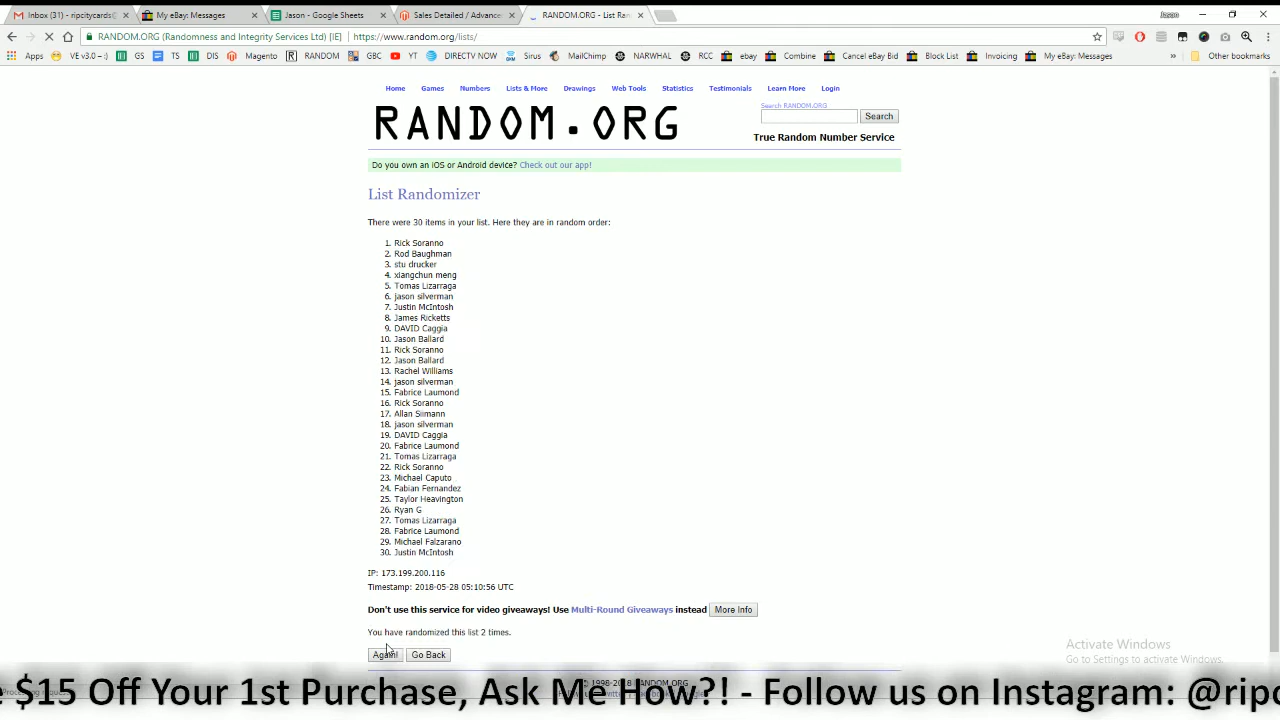 Inbox (31) - ripcitycards@ × My eBay: Messages × Jason - Google Sheets × Sales Detailed / Advance × RANDOM.ORG - List Ran × Jason
RANDOM.ORG (Randomness and Integrity Services Ltd) [IE] | https://www.random.org/lists/
Apps VE v3.0 – :) GS TS DIS Magento RANDOM GBC YT DIRECTV NOW Sirus MailChimp NARWHAL RCC ebay Combine Cancel eBay Bid Block List Invoicing My eBay: Messages » Other bookmarks
Home Games Numbers Lists & More Drawings Web Tools Statistics Testimonials Learn More Login
Search RANDOM.ORG
RANDOM.ORG
Search
True Random Number Service
Do you own an iOS or Android device? Check out our app!
List Randomizer
There were 30 items in your list. Here they are in random order:
1. Rick Soranno
2. Rod Baughman
3. stu drucker
4. xiangchun meng
5. Tomas Lizarraga
6. jason silverman
7. Justin McIntosh
8. James Ricketts
9. DAVID Caggia
10. Jason Ballard
11. Rick Soranno
12. Jason Ballard
13. Rachel Williams
14. jason silverman
15. Fabrice Laumond
16. Rick Soranno
17. Allan Siimann
18. jason silverman
19. DAVID Caggia
20. Fabrice Laumond
21. Tomas Lizarraga
22. Rick Soranno
23. Michael Caputo
24. Fabian Fernandez
25. Taylor Heavington
26. Ryan G
27. Tomas Lizarraga
28. Fabrice Laumond
29. Michael Falzarano
30. Justin McIntosh
IP: 173.199.200.116
Timestamp: 2018-05-28 05:10:56 UTC
Don't use this service for video giveaways! Use Multi-Round Giveaways instead More Info
You have randomized this list 2 times.
Again! Go Back
Activate Windows
Go to Settings to activate Windows.
© 1998-2018 RANDOM.ORG
$15 Off Your 1st Purchase, Ask Me How?! - Follow us on Instagram: @ripc